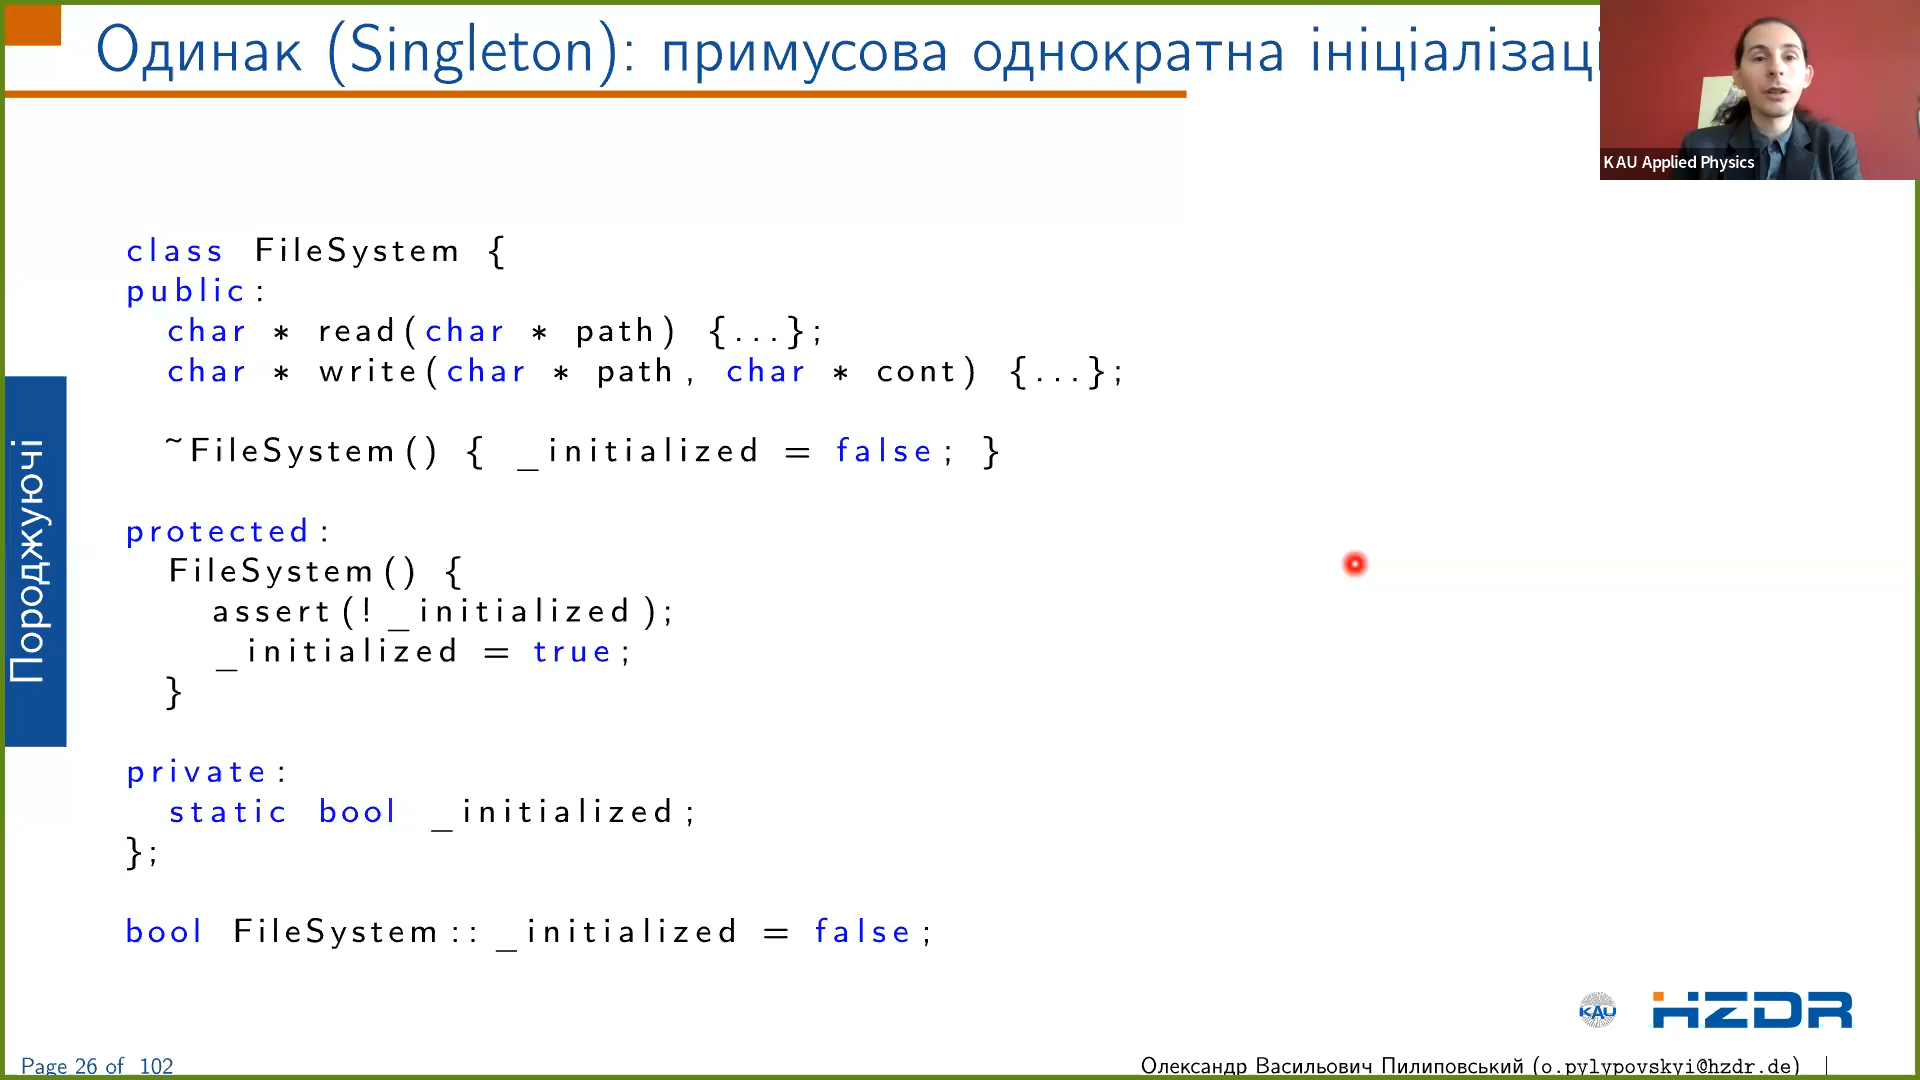 Одинак (Singleton): примусова однократна ініціалізаці
KAU Applied Physics
class FileSystem {
public:
char * read(char * path) {...};
char * write(char * path, char * cont) {...};
~FileSystem() { _initialized = false; }
protected:
FileSystem() {
assert(!_initialized);
_initialized = true;
}
private:
static bool _initialized;
};
bool FileSystem::_initialized = false;
Породжуючі
KAU
HZDR
Page 26 of 102
Олександр Васильович Пилиповський (o.pylypovskyi@hzdr.de) |